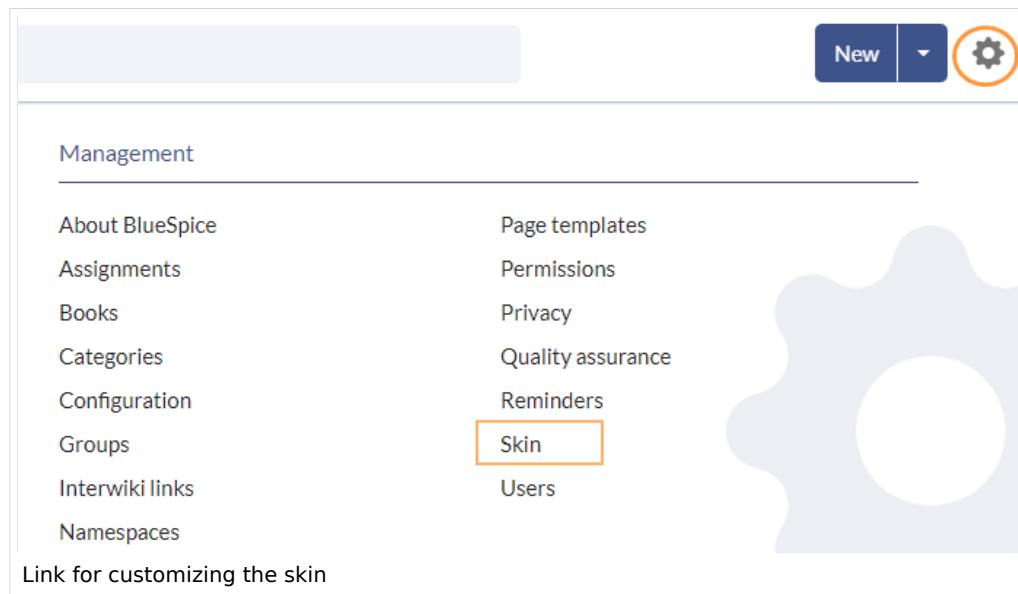 New
Management
About BlueSpice
Assignments
Books
Categories
Configuration
Groups
Interwiki links
Namespaces
Page templates
Permissions
Privacy
Quality assurance
Reminders
Skin
Users
Link for customizing the skin